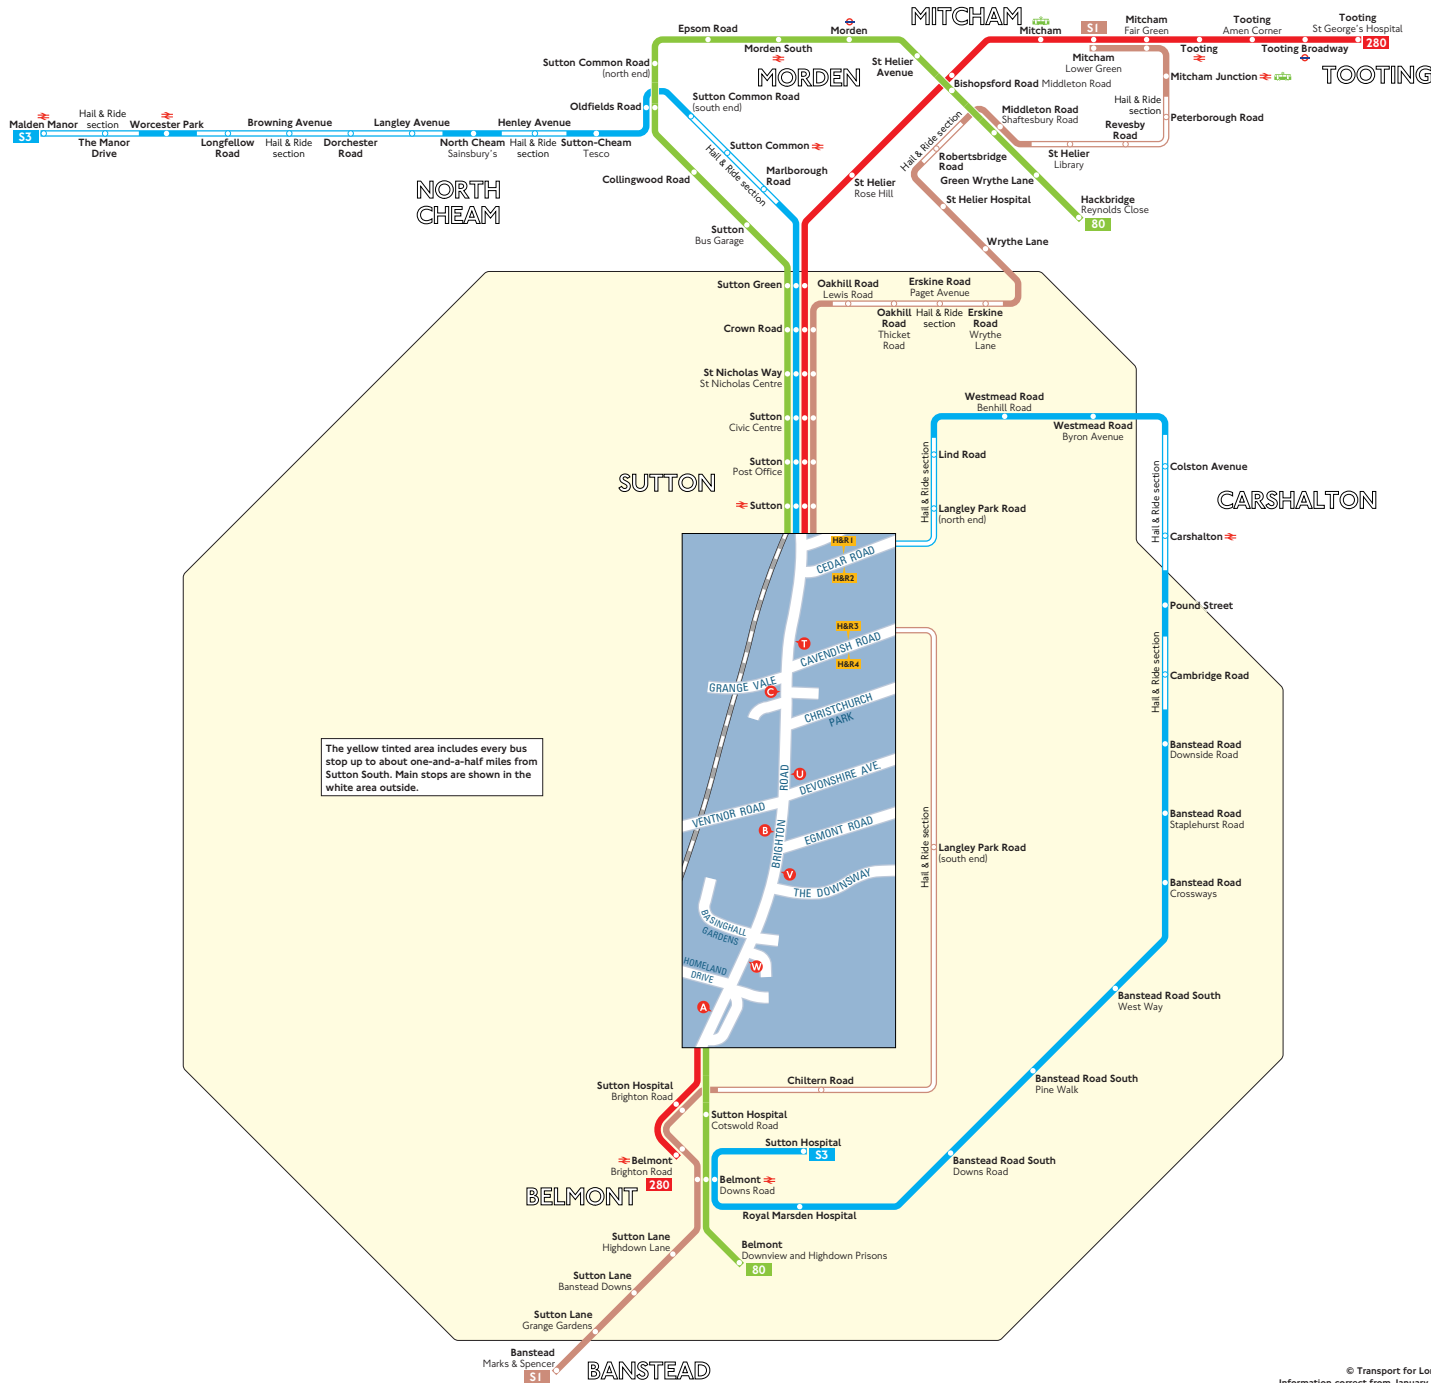 MITCHAM
S1
Mitcham
Fair Green
Tooting
Amen Corner
Tooting
St George's Hospital
280
Epsom Road
Morden
Mitcham
Morden South
Mitcham
Lower Green
Tooting
Tooting Broadway
TOOTING
Sutton Common Road
(north end)
MORDEN
St Helier
Avenue
Bishopsford Road Middleton Road
Mitcham Junction
Oldfields Road
Sutton Common Road
(south end)
Middleton Road
Shaftesbury Road
Hail & Ride
section
Peterborough Road
Revesby
Road
Malden Manor
S3
Hail & Ride
section
The Manor
Drive
Worcester Park
Longfellow
Road
Browning Avenue
Hail & Ride
section
Dorchester
Road
Langley Avenue
North Cheam
Sainsbury's
Henley Avenue
Hail & Ride
section
Sutton-Cheam
Tesco
Sutton Common
Hail & Ride section
Marlborough
Road
Hail & Ride section
Robertsbridge
Road
St Helier
Library
NORTH
CHEAM
Collingwood Road
St Helier
Rose Hill
Green Wrythe Lane
St Helier Hospital
Hackbridge
Reynolds Close
80
Sutton
Bus Garage
Wrythe Lane
Sutton Green
Oakhill Road
Lewis Road
Erskine Road
Paget Avenue
Oakhill
Road
Thicket
Road
Hail & Ride
section
Erskine
Road
Wrythe
Lane
Crown Road
St Nicholas Way
St Nicholas Centre
Sutton
Civic Centre
Westmead Road
Benhill Road
Westmead Road
Byron Avenue
Sutton
Post Office
SUTTON
Sutton
Hail & Ride section
Lind Road
Langley Park Road
(north end)
Hail & Ride section
Colston Avenue
CARSHALTON
Carshalton
H&R1
CEDAR ROAD
H&R2
Pound Street
H&R3
CAVENDISH ROAD
H&R4
T
GRANGE VALE
C
CHRISTCHURCH
PARK
Hail & Ride section
Cambridge Road
The yellow tinted area includes every bus
stop up to about one-and-a-half miles from
Sutton South. Main stops are shown in the
white area outside.
Banstead Road
Downside Road
U
DEVONSHIRE AVE.
VENTNOR ROAD
BRIGHTON ROAD
B
EGMONT ROAD
Banstead Road
Staplehurst Road
Hail & Ride section
Langley Park Road
(south end)
V
THE DOWNSWAY
Banstead Road
Crossways
BASINGHALL
GARDENS
HOMELAND
DRIVE
W
A
Banstead Road South
West Way
Sutton Hospital
Brighton Road
Chiltern Road
Banstead Road South
Pine Walk
Sutton Hospital
Cotswold Road
Sutton Hospital
S3
Belmont
Brighton Road
280
Belmont
Downs Road
Banstead Road South
Downs Road
BELMONT
Royal Marsden Hospital
Sutton Lane
Highdown Lane
Belmont
Downview and Highdown Prisons
80
Sutton Lane
Banstead Downs
Sutton Lane
Grange Gardens
Banstead
Marks & Spencer
S1
BANSTEAD
© Transport for Lon
Information correct from January